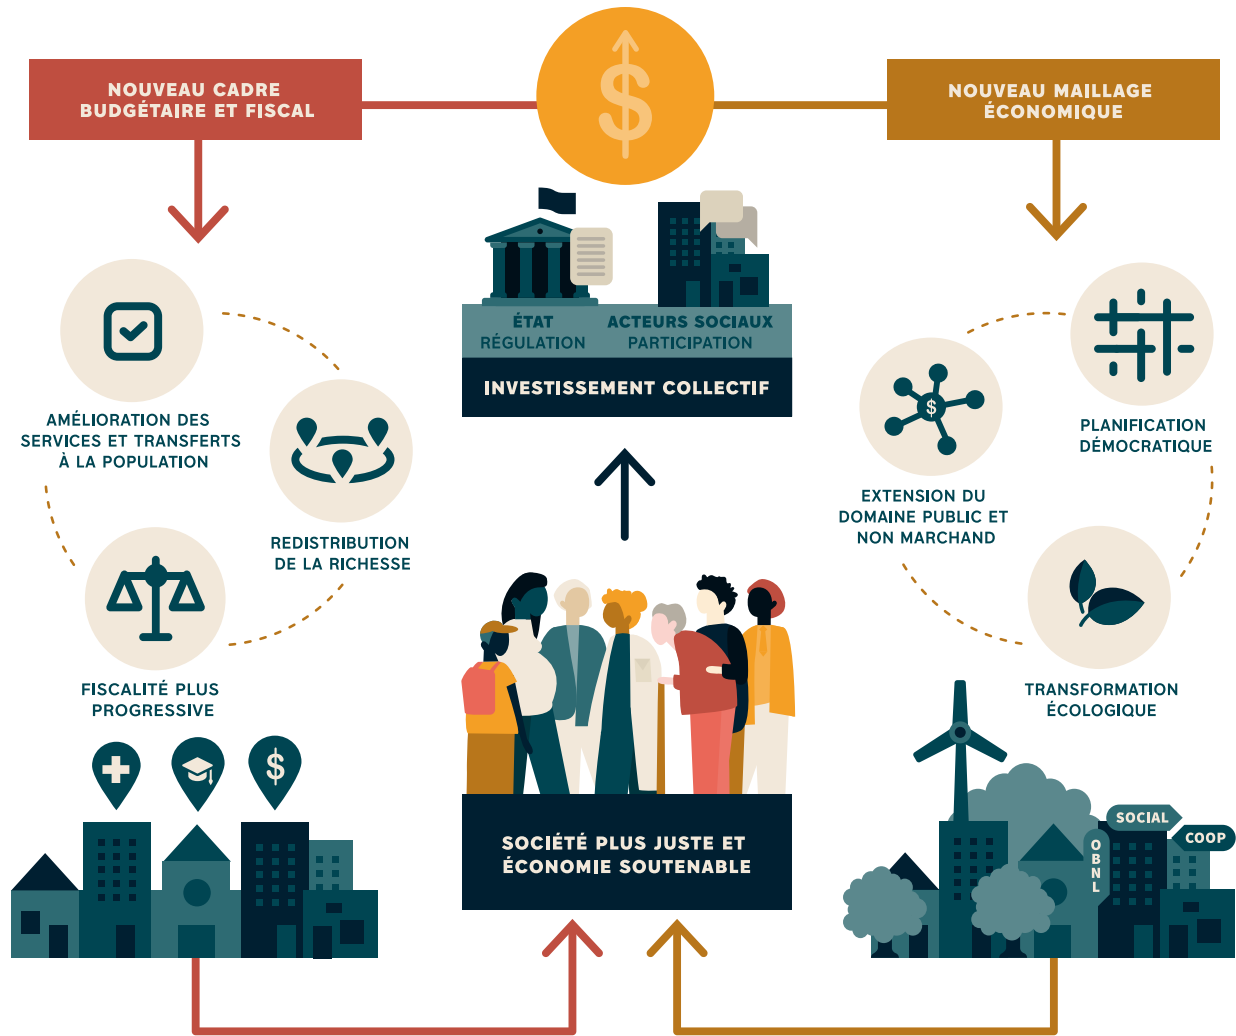 NOUVEAU CADRE
BUDGÉTAIRE ET FISCAL
$
NOUVEAU MAILLAGE
ÉCONOMIQUE
ÉTAT
RÉGULATION
ACTEURS SOCIAUX
PARTICIPATION
INVESTISSEMENT COLLECTIF
AMÉLIORATION DES
SERVICES ET TRANSFERTS
À LA POPULATION
REDISTRIBUTION
DE LA RICHESSE
FISCALITÉ PLUS
PROGRESSIVE
$
$
PLANIFICATION
DÉMOCRATIQUE
EXTENSION DU
DOMAINE PUBLIC ET
NON MARCHAND
TRANSFORMATION
ÉCOLOGIQUE
SOCIÉTÉ PLUS JUSTE ET
ÉCONOMIE SOUTENABLE
OBNL
SOCIAL
COOP